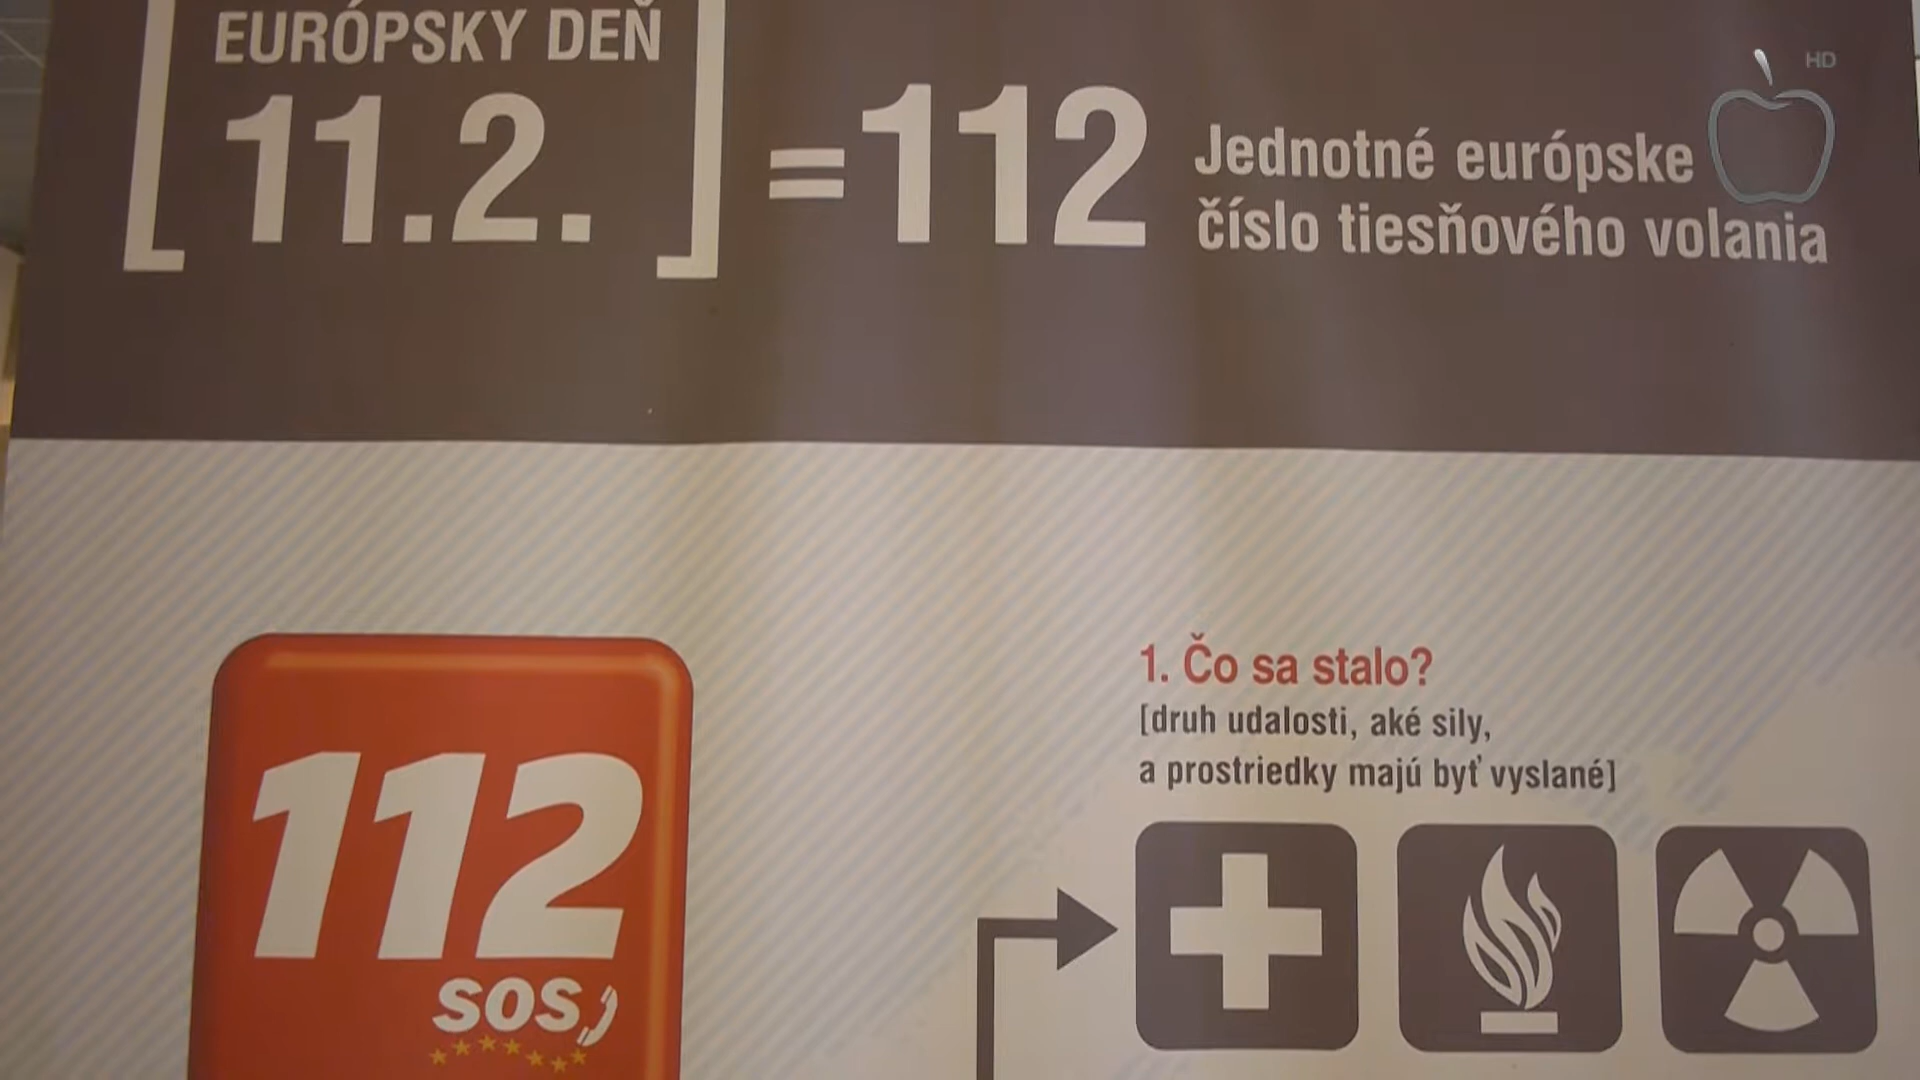 EURÓPSKY DEŇ
11.2.
=112
Jednotné európske
číslo tiesňového volania
HD
1. Čo sa stalo?
[druh udalosti, aké sily,
a prostriedky majú byť vyslané]
112
SOS